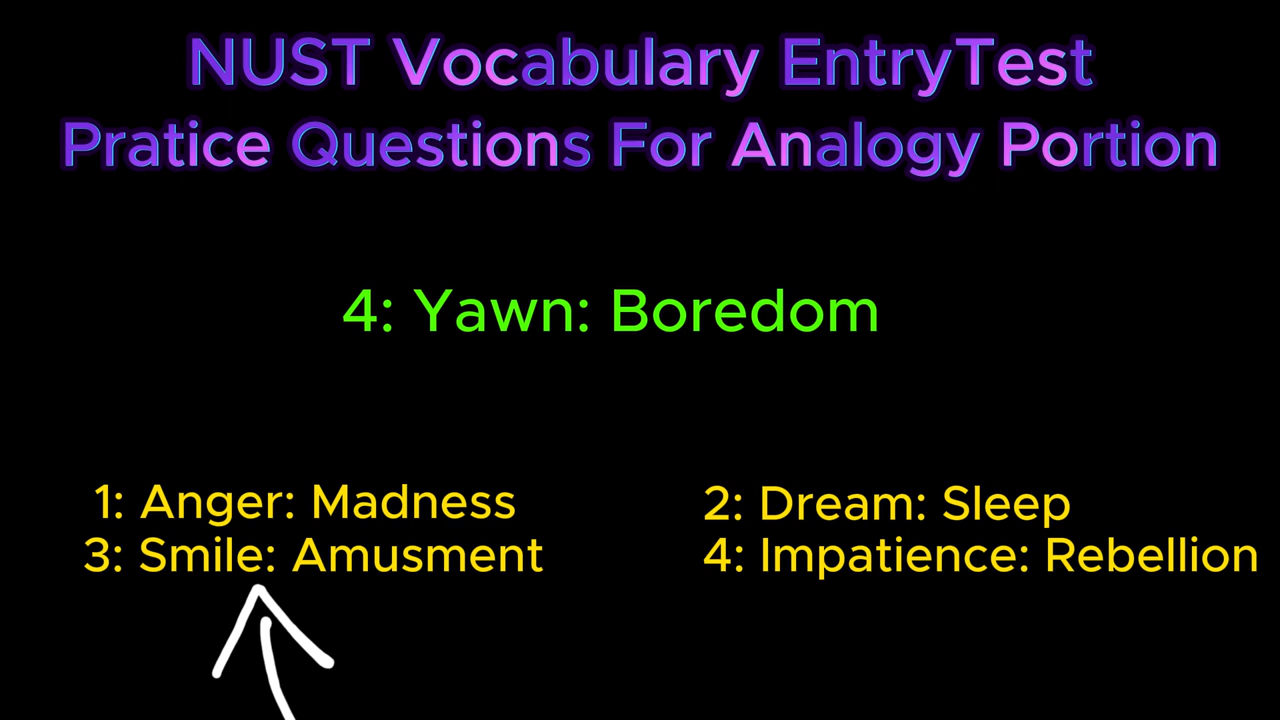 NUST Vocabulary EntryTest
Pratice Questions For Analogy Portion
4: Yawn: Boredom
1: Anger: Madness
2: Dream: Sleep
3: Smile: Amusment
4: Impatience: Rebellion